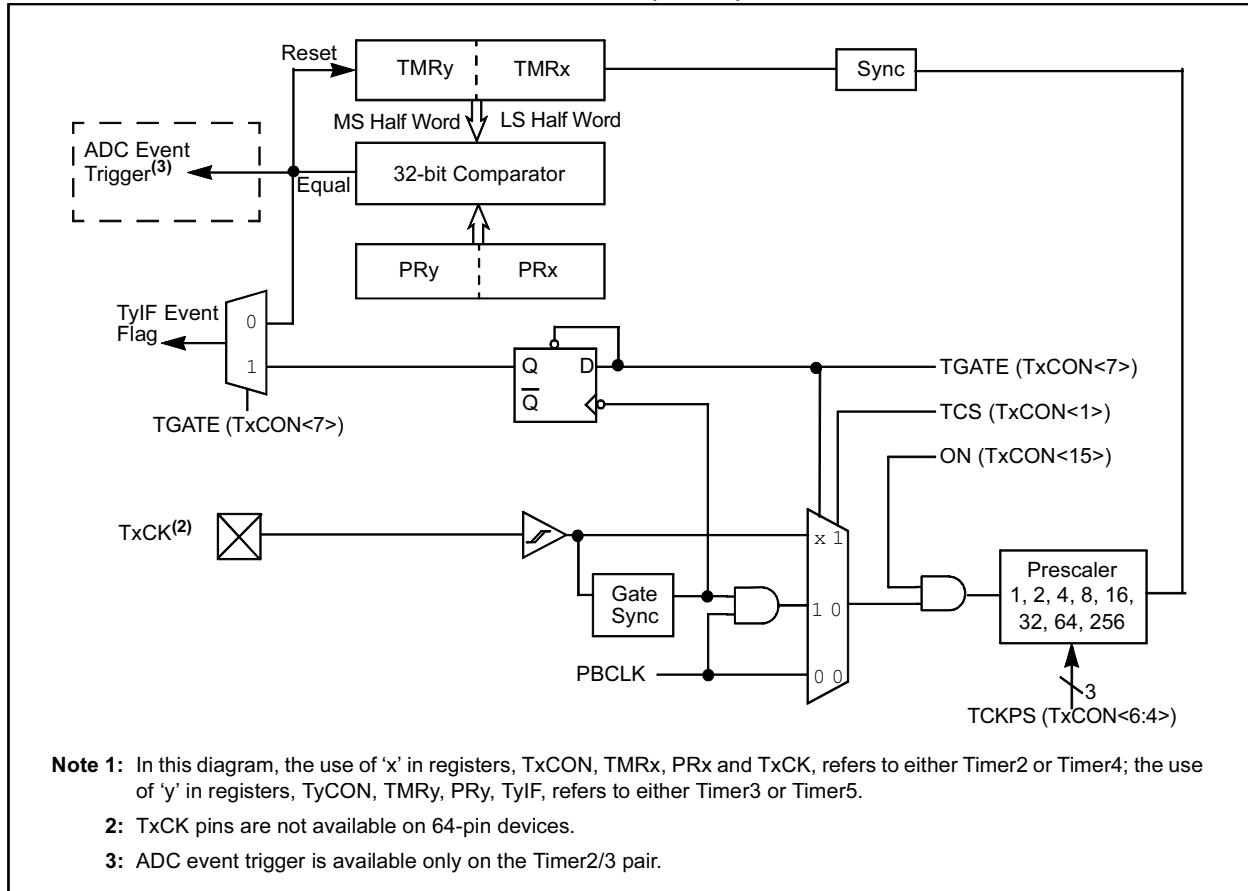 Reset
TMRy TMRx
Sync
MS Half Word LS Half Word
ADC Event
Trigger(3)
Equal
32-bit Comparator
PRy PRx
TyIF Event
Flag
0
1
TGATE (TxCON<7>)
Q D
Q
TGATE (TxCON<7>)
TCS (TxCON<1>)
ON (TxCON<15>)
TxCK(2)
x 1
Gate
Sync
1 0
Prescaler
1, 2, 4, 8, 16,
32, 64, 256
PBCLK
0 0
3
TCKPS (TxCON<6:4>)
Note 1: In this diagram, the use of ‘x’ in registers, TxCON, TMRx, PRx and TxCK, refers to either Timer2 or Timer4; the use
of ‘y’ in registers, TyCON, TMRy, PRy, TyIF, refers to either Timer3 or Timer5.
2: TxCK pins are not available on 64-pin devices.
3: ADC event trigger is available only on the Timer2/3 pair.